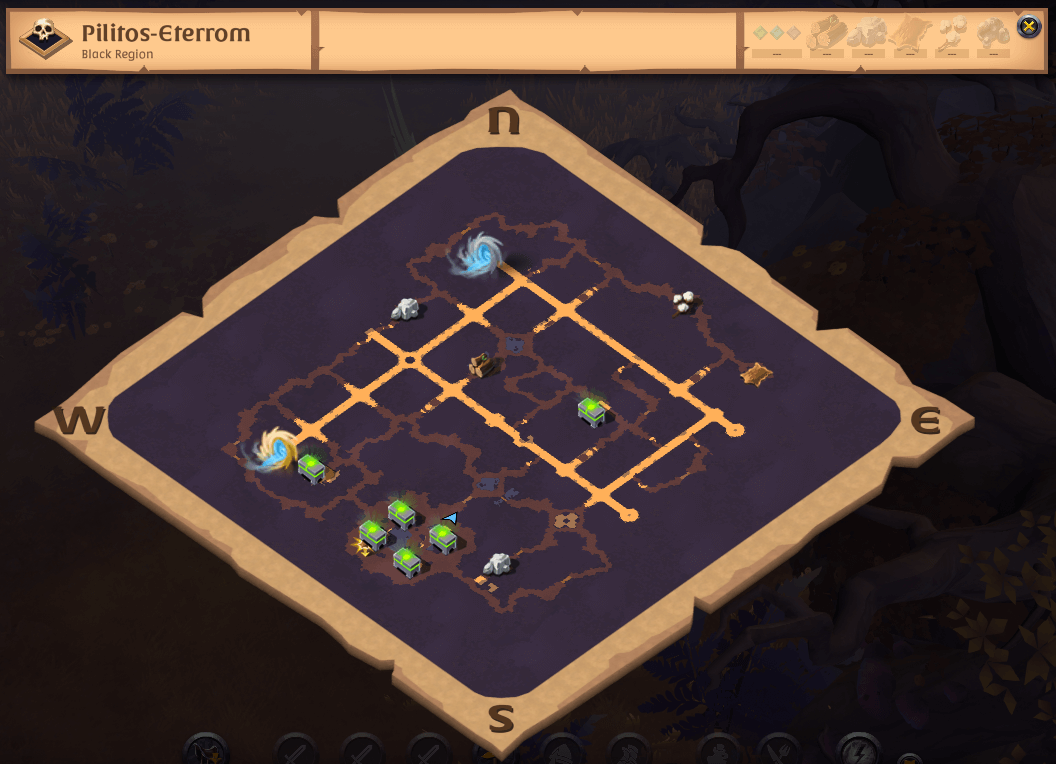 Pilitos-Eterrom
Black Region
---
---
---
---
---
---
N
W
E
S